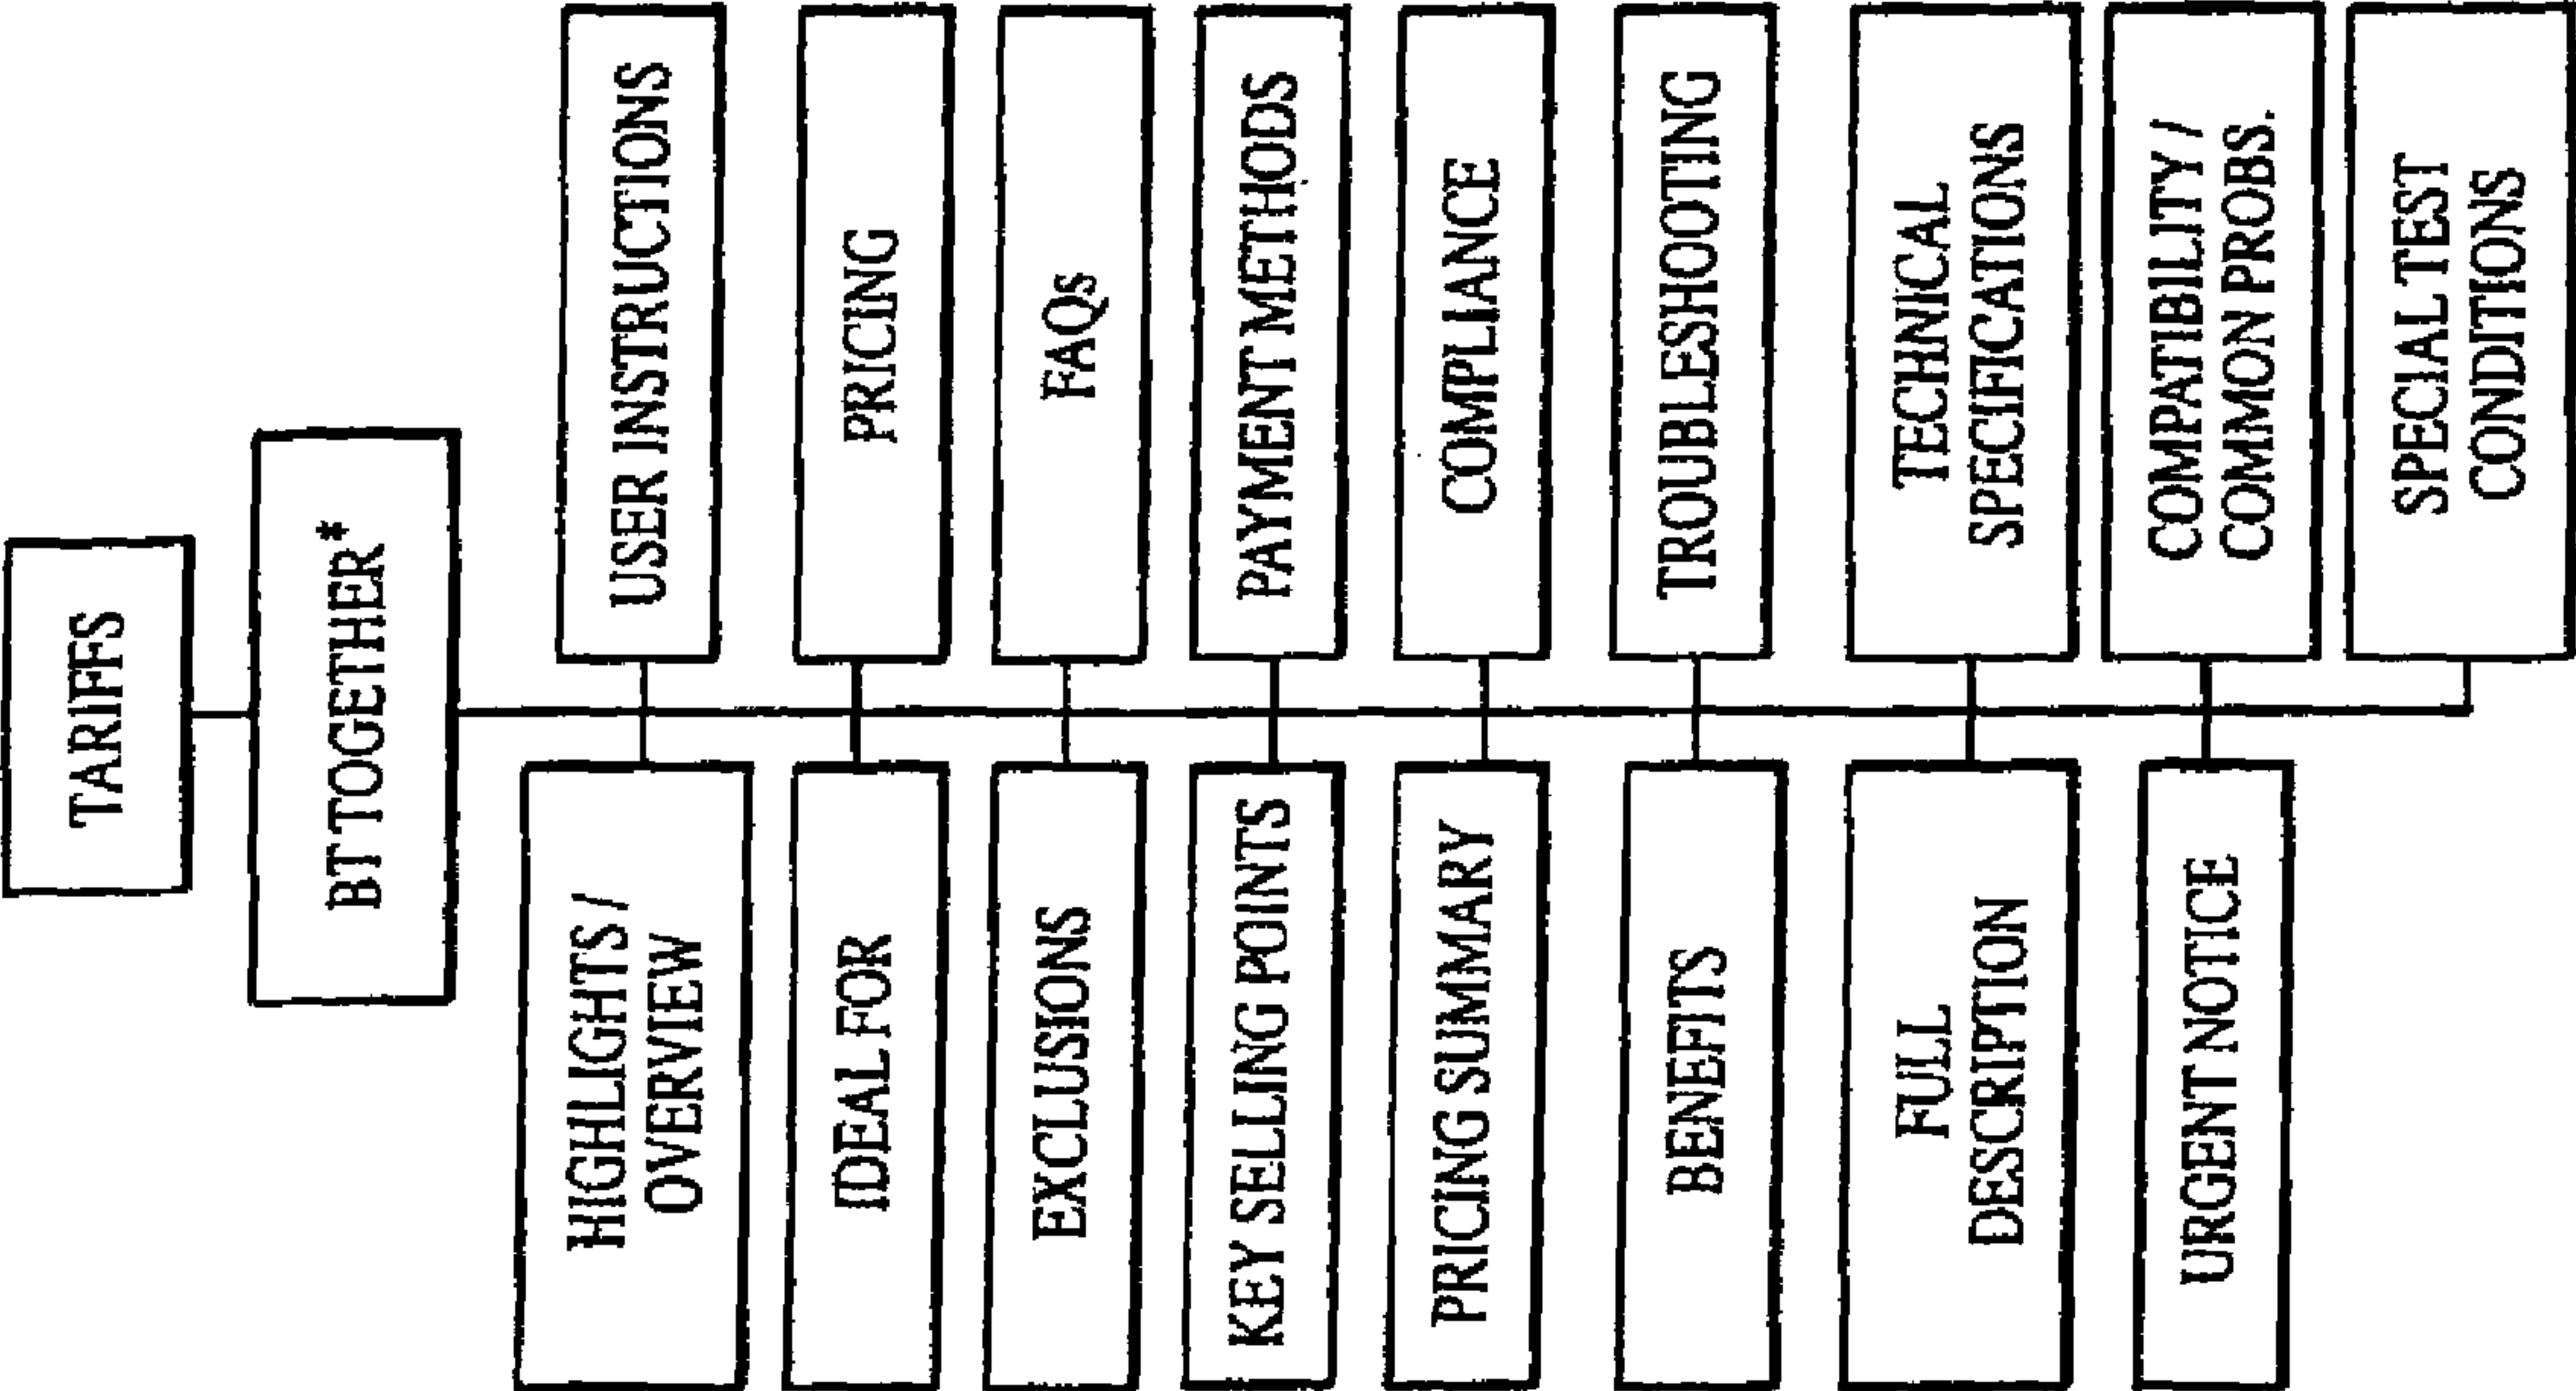 TARIFFS
BT TOGETHER*
HIGHLIGHTS /
OVERVIEW
USER INSTRUCTIONS
IDEAL FOR
PRICING
EXCLUSIONS
FAQs
KEY SELLING POINTS
PAYMENT METHODS
PRICING SUMMARY
COMPLIANCE
BENEFITS
TROUBLESHOOTING
FULL
DESCRIPTION
TECHNICAL
SPECIFICATIONS
URGENT NOTICE
COMPATIBILITY /
COMMON PROBS.
SPECIAL TEST
CONDITIONS